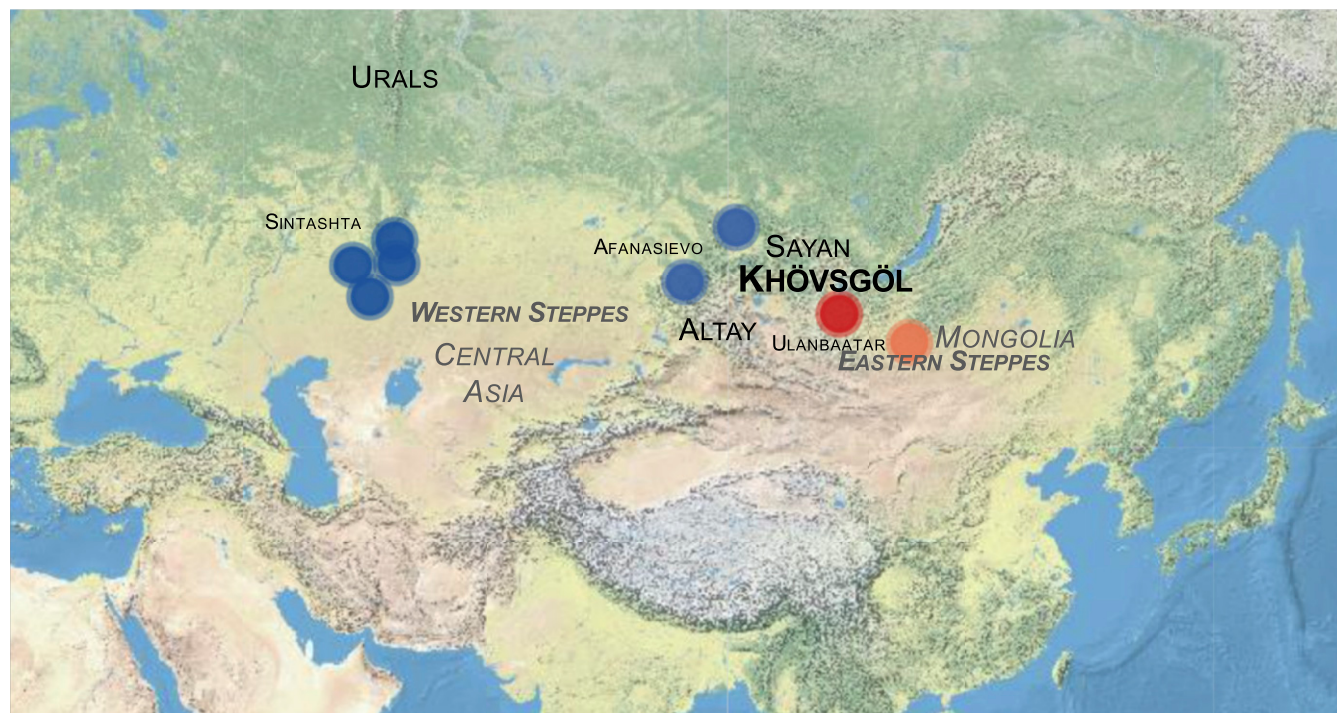 URALS
SINTASHTA
AFANASIEVO
SAYAN
KHÖVSGÖL
WESTERN STEPPES
ALTAY
ULANBAATAR
MONGOLIA
EASTERN STEPPES
CENTRAL
ASIA